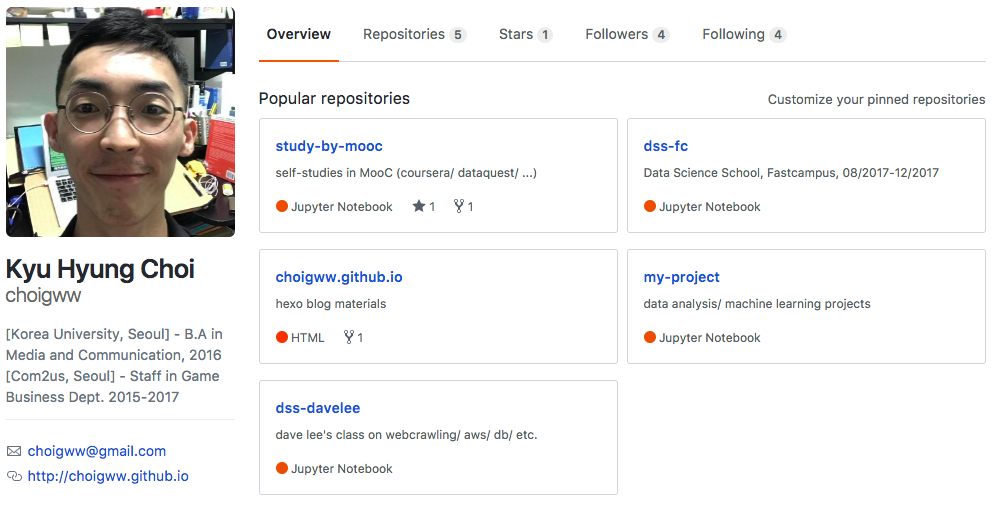 Overview Repositories 5 Stars 1 Followers 4 Following 4
Popular repositories
Customize your pinned repositories
study-by-mooc
self-studies in MooC (coursera/ dataquest/ ...)
Jupyter Notebook 1 1
dss-fc
Data Science School, Fastcampus, 08/2017-12/2017
Jupyter Notebook
choigww.github.io
hexo blog materials
HTML 1
my-project
data analysis/ machine learning projects
Jupyter Notebook
dss-davelee
dave lee's class on webcrawling/ aws/ db/ etc.
Jupyter Notebook
Kyu Hyung Choi
choigww
[Korea University, Seoul] - B.A in
Media and Communication, 2016
[Com2us, Seoul] - Staff in Game
Business Dept. 2015-2017
choigww@gmail.com
http://choigww.github.io